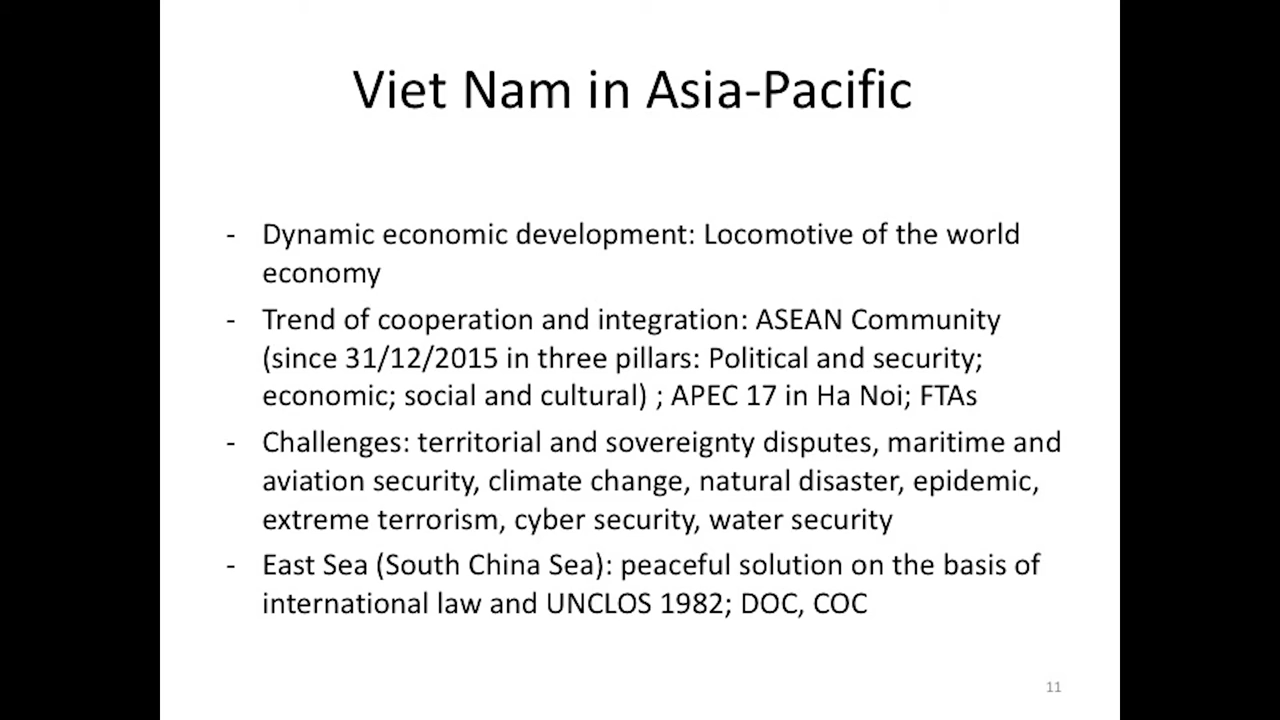 Viet Nam in Asia-Pacific
- Dynamic economic development: Locomotive of the world
economy
- Trend of cooperation and integration: ASEAN Community
(since 31/12/2015 in three pillars: Political and security;
economic; social and cultural) ; APEC 17 in Ha Noi; FTAs
- Challenges: territorial and sovereignty disputes, maritime and
aviation security, climate change, natural disaster, epidemic,
extreme terrorism, cyber security, water security
- East Sea (South China Sea): peaceful solution on the basis of
international law and UNCLOS 1982; DOC, COC
11